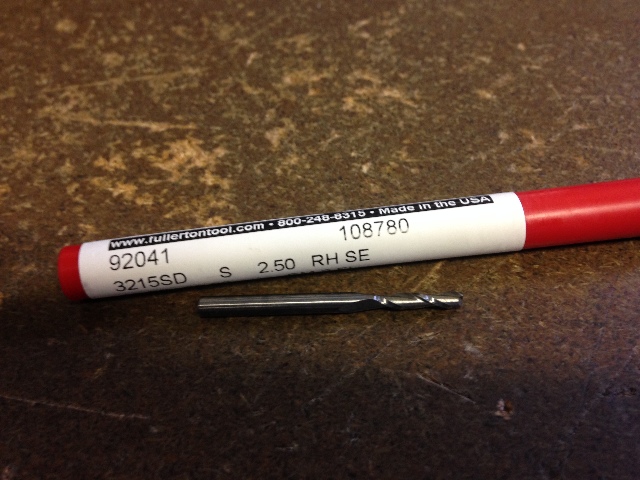 www.fullertontool.com • 800-248-8315 • Made in the USA
92041 108780
3215SD S 2.50 RH SE